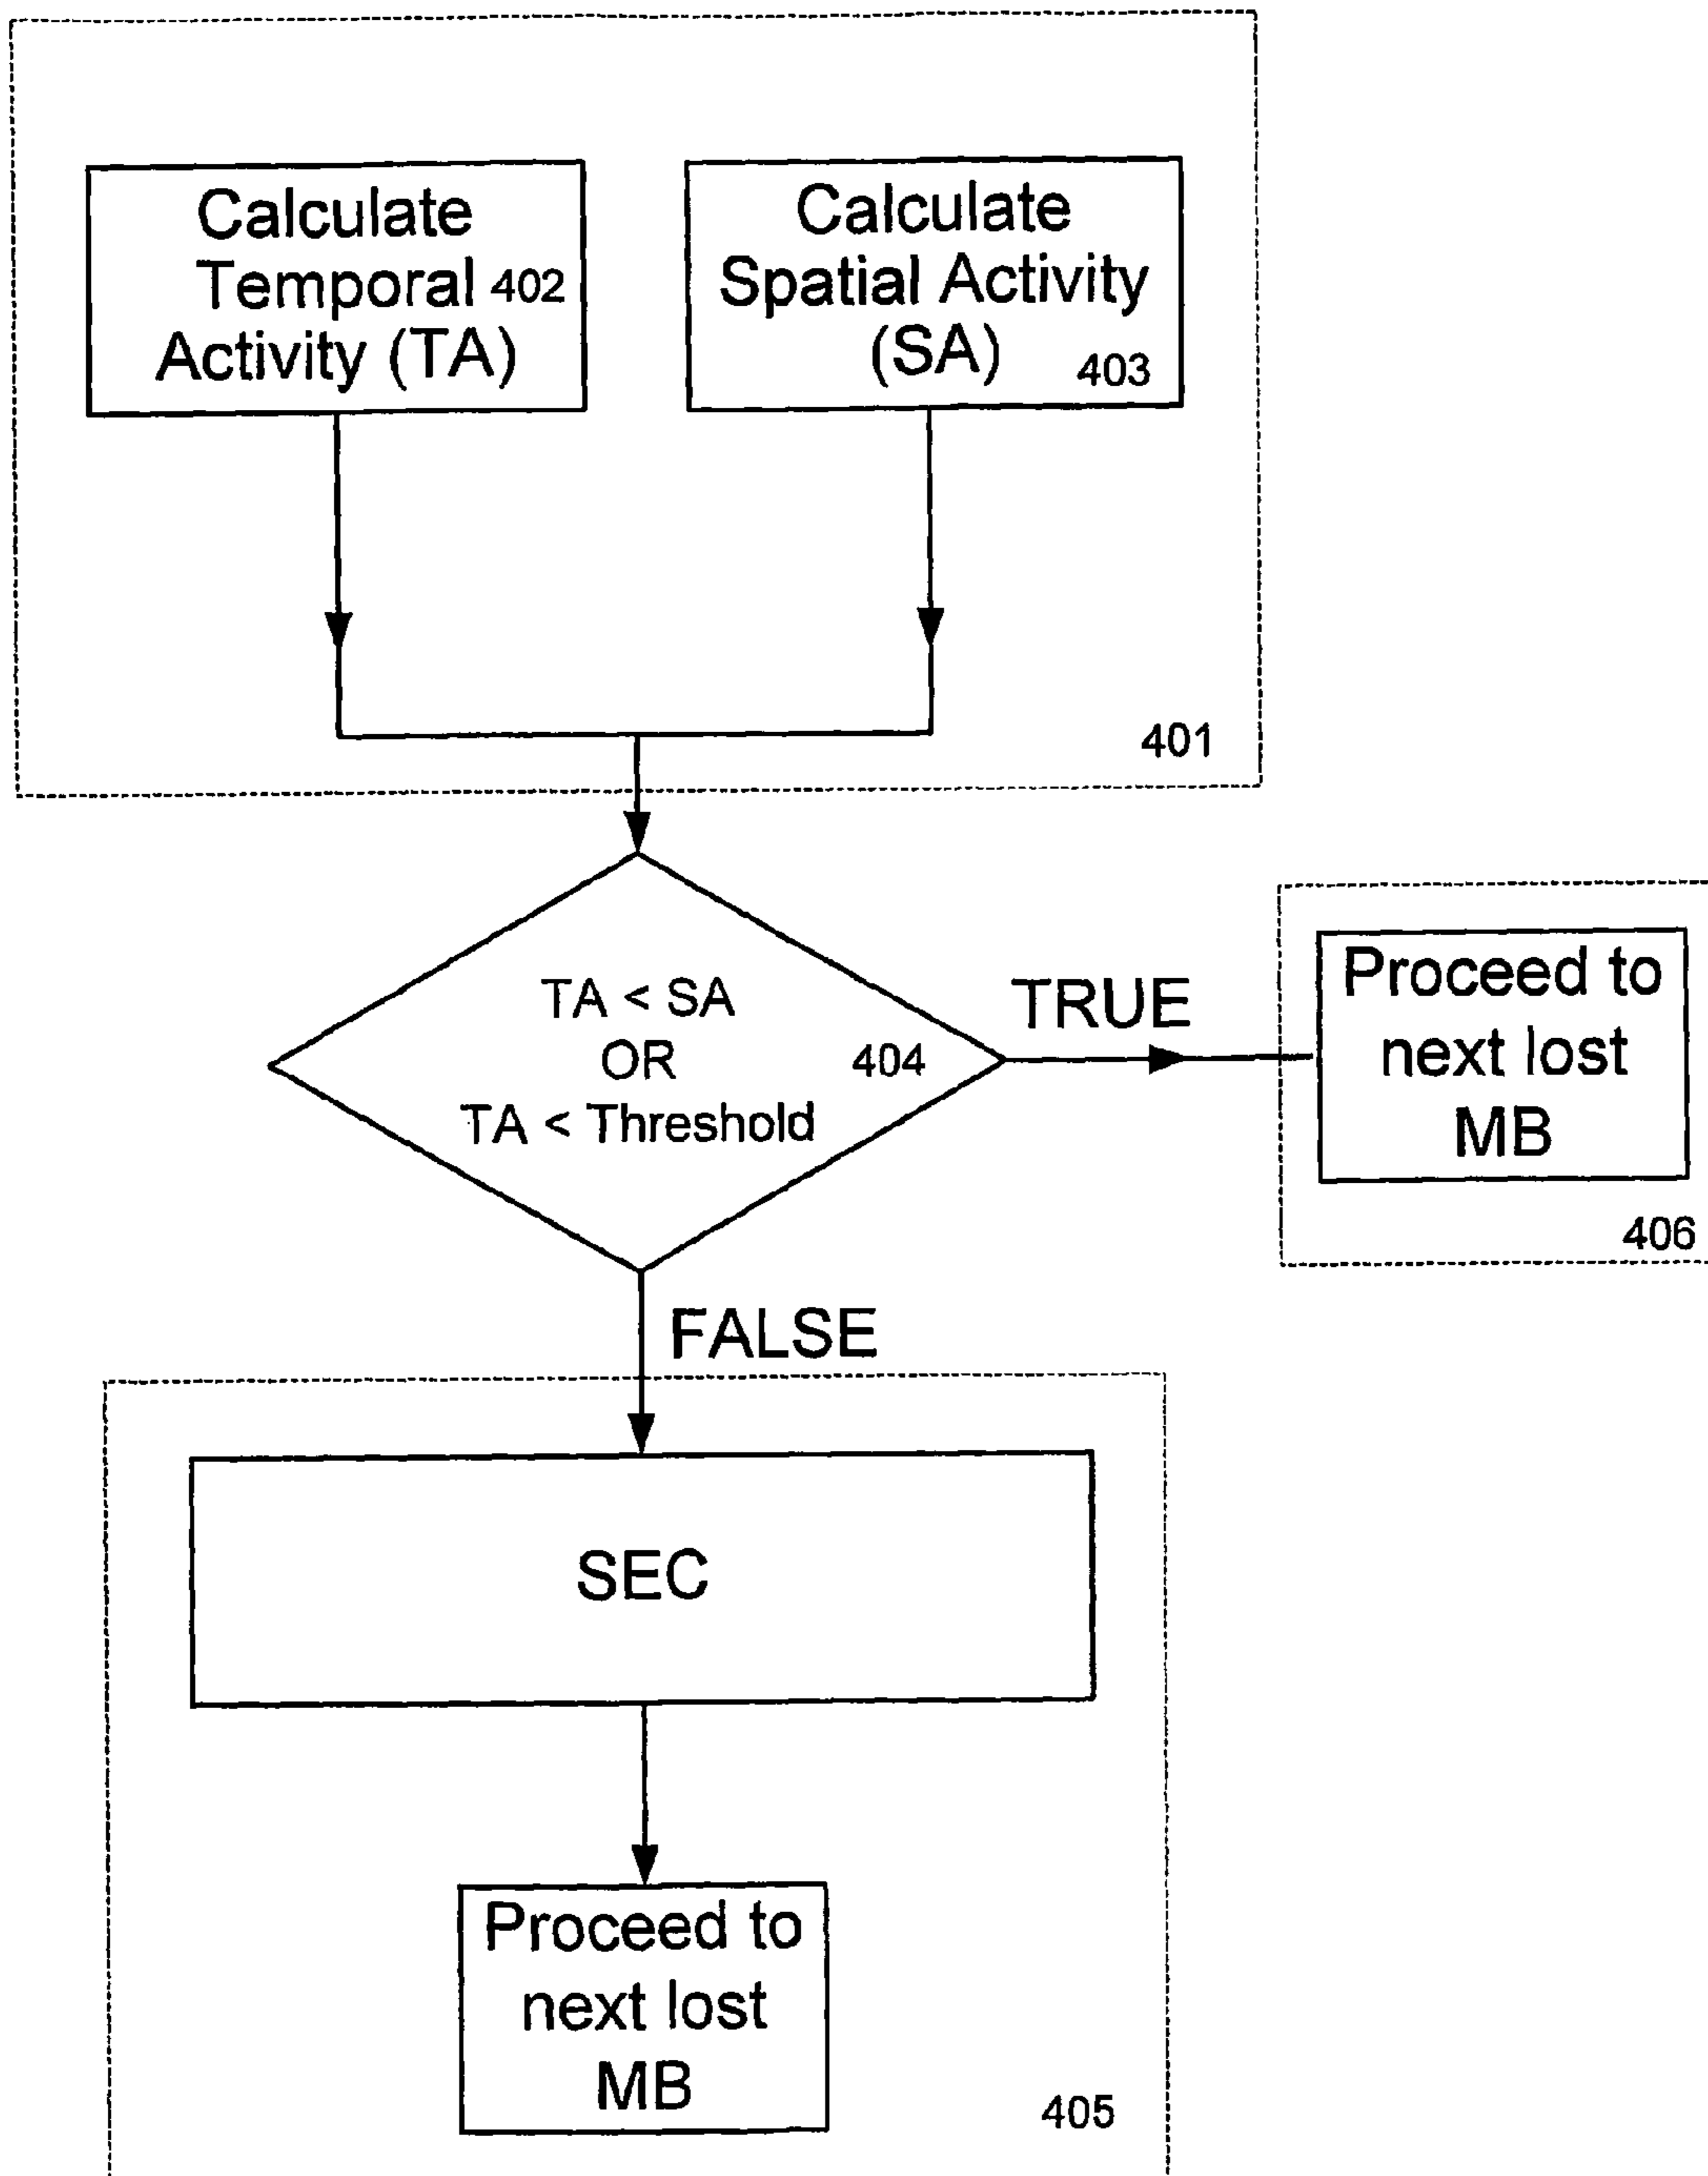 Calculate
Temporal 402
Activity (TA)
Calculate
Spatial Activity
(SA) 403
401
TA < SA
OR 404
TA < Threshold
TRUE
Proceed to
next lost
MB
406
FALSE
SEC
Proceed to
next lost
MB
405